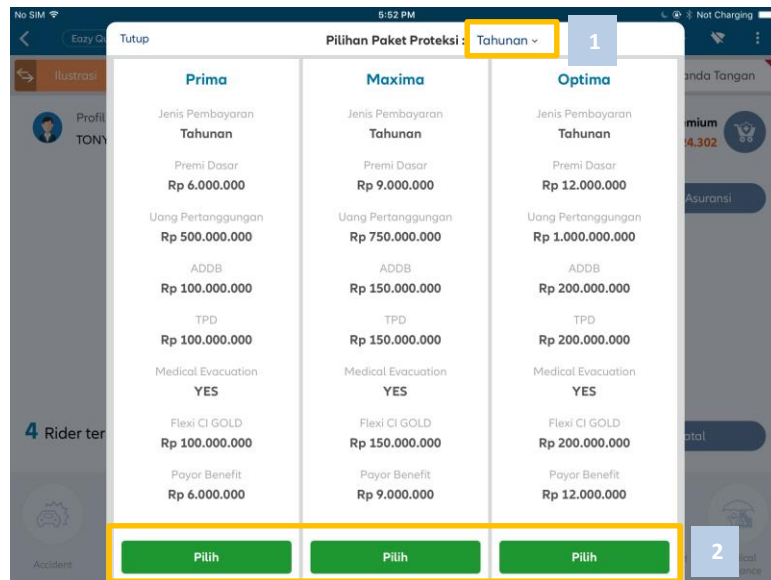 No SIM 5:52 PM Not Charging
Eazy Qu
Tutup Pilihan Paket Proteksi : Tahunan 1
Ilustrasi anda Tangan
Prima Maxima Optima
Profil
TONY
mium
24.302
Jenis Pembayaran Jenis Pembayaran Jenis Pembayaran
Tahunan Tahunan Tahunan
Premi Dasar Premi Dasar Premi Dasar
Rp 6.000.000 Rp 9.000.000 Rp 12.000.000
Asuransi
Uang Pertanggungan Uang Pertanggungan Uang Pertanggungan
Rp 500.000.000 Rp 750.000.000 Rp 1.000.000.000
ADDB ADDB ADDB
Rp 100.000.000 Rp 150.000.000 Rp 200.000.000
TPD TPD TPD
Rp 100.000.000 Rp 150.000.000 Rp 200.000.000
Medical Evacuation Medical Evacuation Medical Evacuation
YES YES YES
Flexi CI GOLD Flexi CI GOLD Flexi CI GOLD
4 Rider ter
Rp 100.000.000 Rp 150.000.000 Rp 200.000.000
atal
Payor Benefit Payor Benefit Payor Benefit
Rp 6.000.000 Rp 9.000.000 Rp 12.000.000
Pilih Pilih Pilih 2
Accident